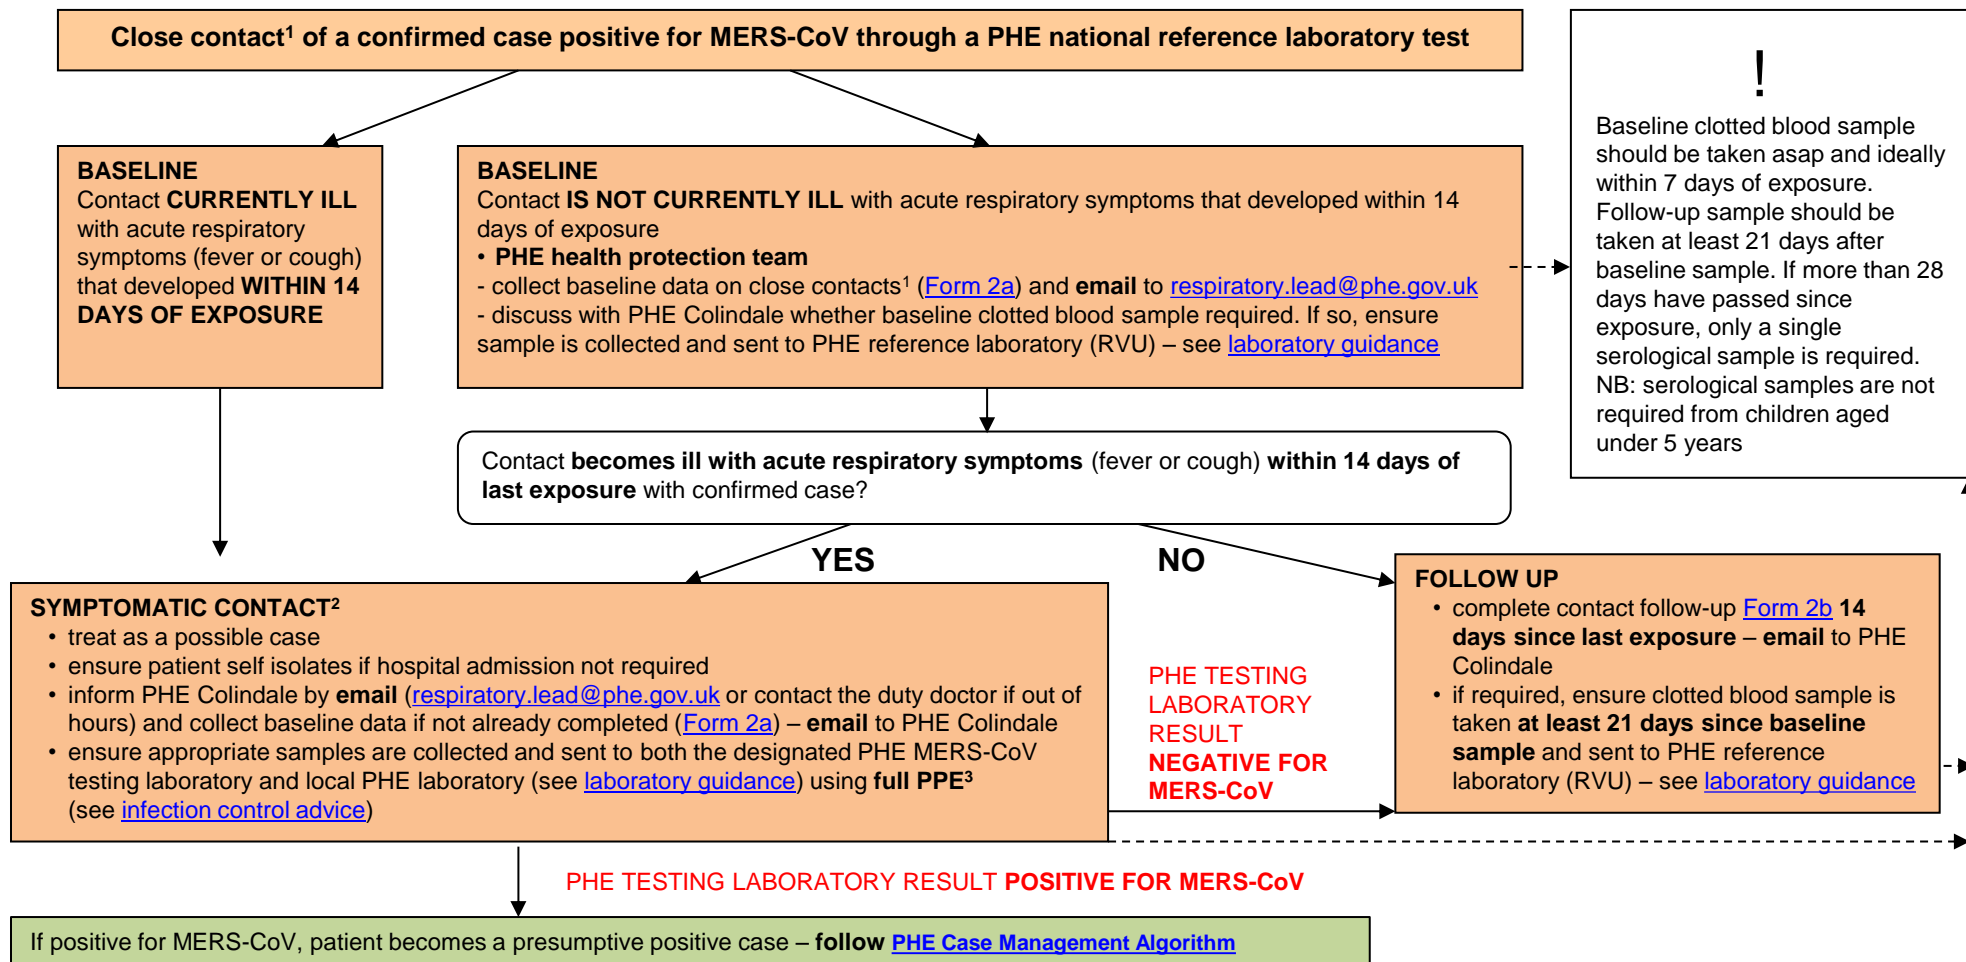 Close contact¹ of a confirmed case positive for MERS-CoV through a PHE national reference laboratory test
BASELINE
Contact CURRENTLY ILL
with acute respiratory
symptoms (fever or cough)
that developed WITHIN 14
DAYS OF EXPOSURE
BASELINE
Contact IS NOT CURRENTLY ILL with acute respiratory symptoms that developed within 14
days of exposure
• PHE health protection team
- collect baseline data on close contacts¹ (Form 2a) and email to respiratory.lead@phe.gov.uk
- discuss with PHE Colindale whether baseline clotted blood sample required. If so, ensure
sample is collected and sent to PHE reference laboratory (RVU) – see laboratory guidance
!
Baseline clotted blood sample
should be taken asap and ideally
within 7 days of exposure.
Follow-up sample should be
taken at least 21 days after
baseline sample. If more than 28
days have passed since
exposure, only a single
serological sample is required.
NB: serological samples are not
required from children aged
under 5 years
Contact becomes ill with acute respiratory symptoms (fever or cough) within 14 days of
last exposure with confirmed case?
YES
NO
SYMPTOMATIC CONTACT²
• treat as a possible case
• ensure patient self isolates if hospital admission not required
• inform PHE Colindale by email (respiratory.lead@phe.gov.uk or contact the duty doctor if out of
hours) and collect baseline data if not already completed (Form 2a) – email to PHE Colindale
• ensure appropriate samples are collected and sent to both the designated PHE MERS-CoV
testing laboratory and local PHE laboratory (see laboratory guidance) using full PPE³
(see infection control advice)
PHE TESTING
LABORATORY
RESULT
NEGATIVE FOR
MERS-CoV
FOLLOW UP
• complete contact follow-up Form 2b 14
days since last exposure – email to PHE
Colindale
• if required, ensure clotted blood sample is
taken at least 21 days since baseline
sample and sent to PHE reference
laboratory (RVU) – see laboratory guidance
PHE TESTING LABORATORY RESULT POSITIVE FOR MERS-CoV
If positive for MERS-CoV, patient becomes a presumptive positive case – follow PHE Case Management Algorithm